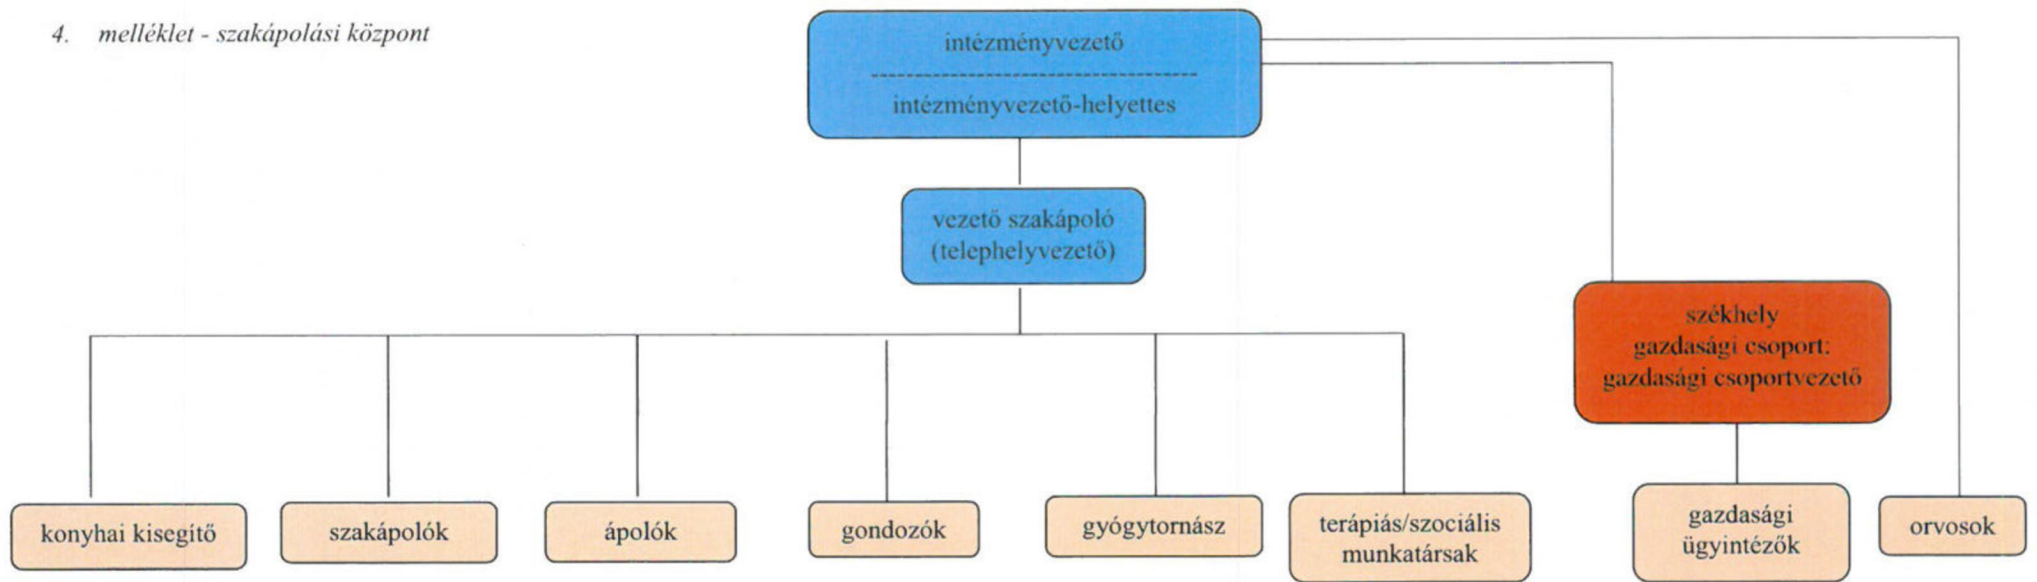 4. melléklet - szakápolási központ
intézményvezető
------------------------------------
intézményvezető-helyettes
vezető szakápoló
(telephelyvezető)
székhely
gazdasági csoport:
gazdasági csoportvezető
konyhai kisegítő
szakápolók
ápolók
gondozók
gyógytornász
terápiás/szociális
munkatársak
gazdasági
ügyintézők
orvosok